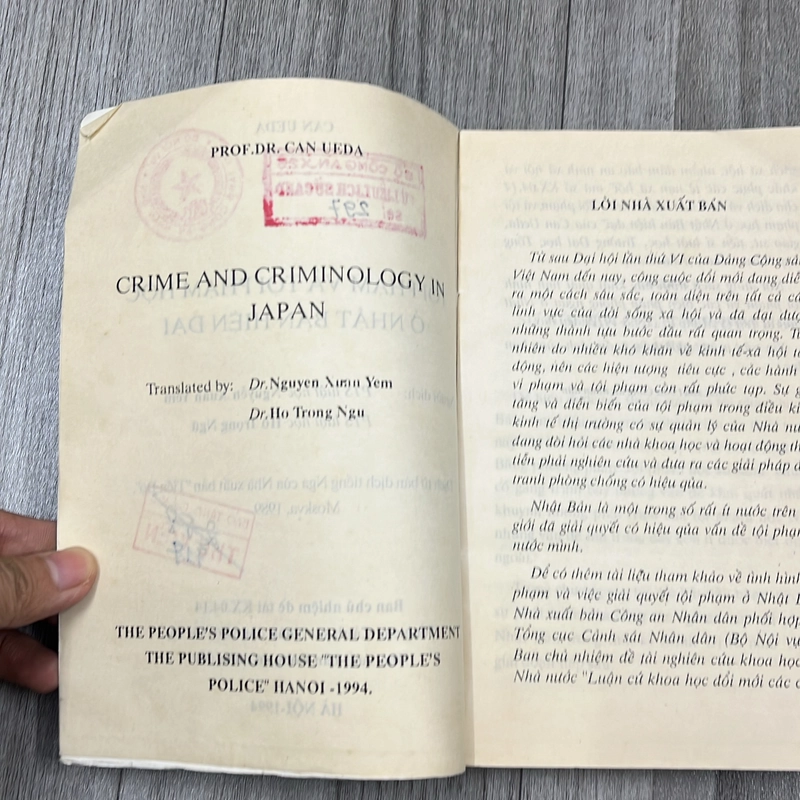 PROF.DR. CAN UEDA
CRIME AND CRIMINOLOGY IN
JAPAN
Translated by: Dr.Nguyen Xuan Yem
Dr.Ho Trong Ngu
THE PEOPLE'S POLICE GENERAL DEPARTMENT
THE PUBLISING HOUSE "THE PEOPLE'S
POLICE" HANOI -1994.
LỜI NHÀ XUẤT BẢN
Từ sau Đại hội lần thứ VI của Đảng Cộng sả
Việt Nam đến nay, công cuộc đổi mới đang diễ
ra một cách sâu sắc, toàn diện trên tất cả cá
lĩnh vực của đời sống xã hội và đã đạt đượ
những thành tựu bước đầu rất quan trọng. T
nhiên do nhiều khó khăn về kinh tế-xã hội t
động, nên các hiện tượng tiêu cực , các hành
vi phạm và tội phạm còn rất phức tạp. Sự g
tăng và diễn biến của tội phạm trong điều ki
kinh tế thị trường có sự quản lý của Nhà nư
đang đòi hỏi các nhà khoa học và hoạt động th
tiễn phải nghiên cứu và đưa ra các giải pháp đ
tranh phòng chống có hiệu qủa.
Nhật Bản là một trong số rất ít nước trên
giới đã giải quyết có hiệu qủa vấn đề tội phạm
nước mình.
Để có thêm tài liệu tham khảo về tình hình
phạm và việc giải quyết tội phạm ở Nhật
Nhà xuất bản Công an Nhân dân phối hợp
Tổng cục Cảnh sát Nhân dân (Bộ Nội vụ
Ban chủ nhiệm đề tài nghiên cứu khoa học
Nhà nước "Luận cứ khoa học đổi mới các c